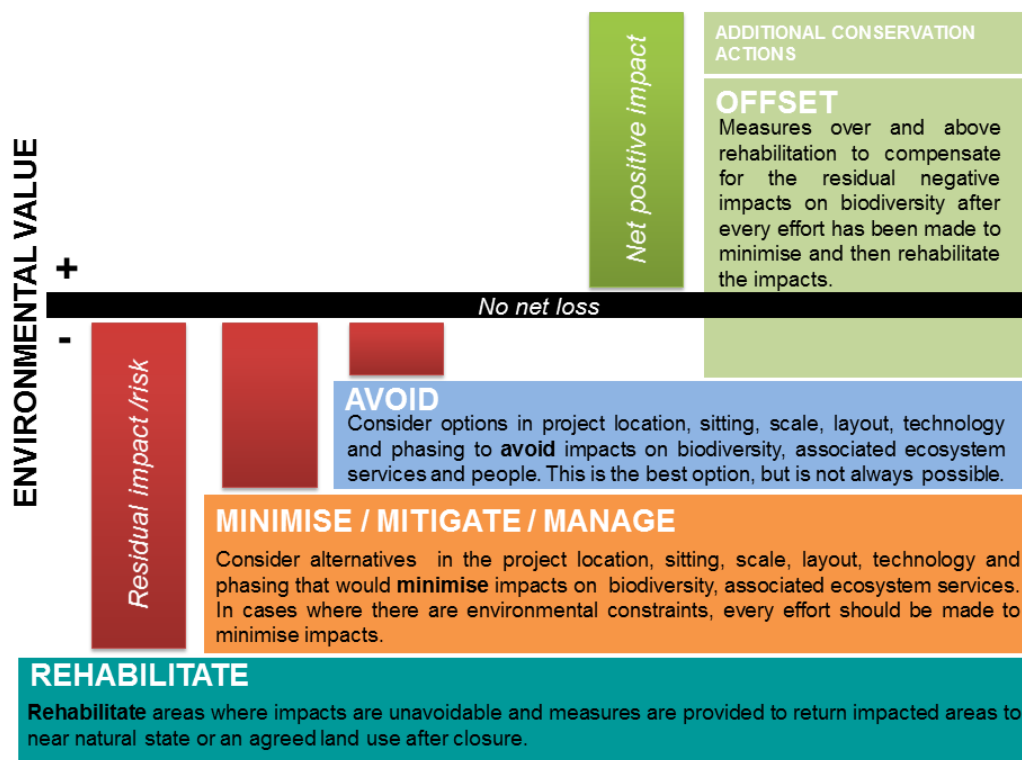 ADDITIONAL CONSERVATION
ACTIONS
OFFSET
Measures over and above
rehabilitation to compensate
for the residual negative
impacts on biodiversity after
every effort has been made to
minimise and then rehabilitate
the impacts.
Net positive impact
ENVIRONMENTAL VALUE
+
No net loss
-
Residual impact /risk
AVOID
Consider options in project location, sitting, scale, layout, technology
and phasing to avoid impacts on biodiversity, associated ecosystem
services and people. This is the best option, but is not always possible.
MINIMISE / MITIGATE / MANAGE
Consider alternatives in the project location, sitting, scale, layout, technology and
phasing that would minimise impacts on biodiversity, associated ecosystem services.
In cases where there are environmental constraints, every effort should be made to
minimise impacts.
REHABILITATE
Rehabilitate areas where impacts are unavoidable and measures are provided to return impacted areas to
near natural state or an agreed land use after closure.